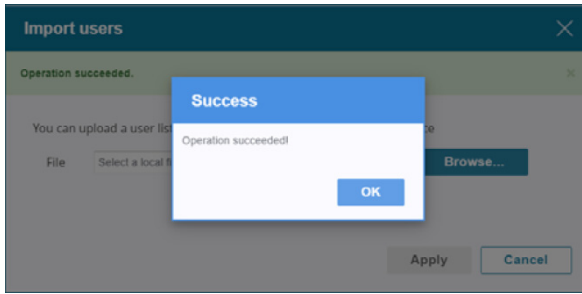 Import users
Operation succeeded.
Success
Operation succeeded!
You can upload a user list
File
Select a local
Browse...
OK
Apply
Cancel